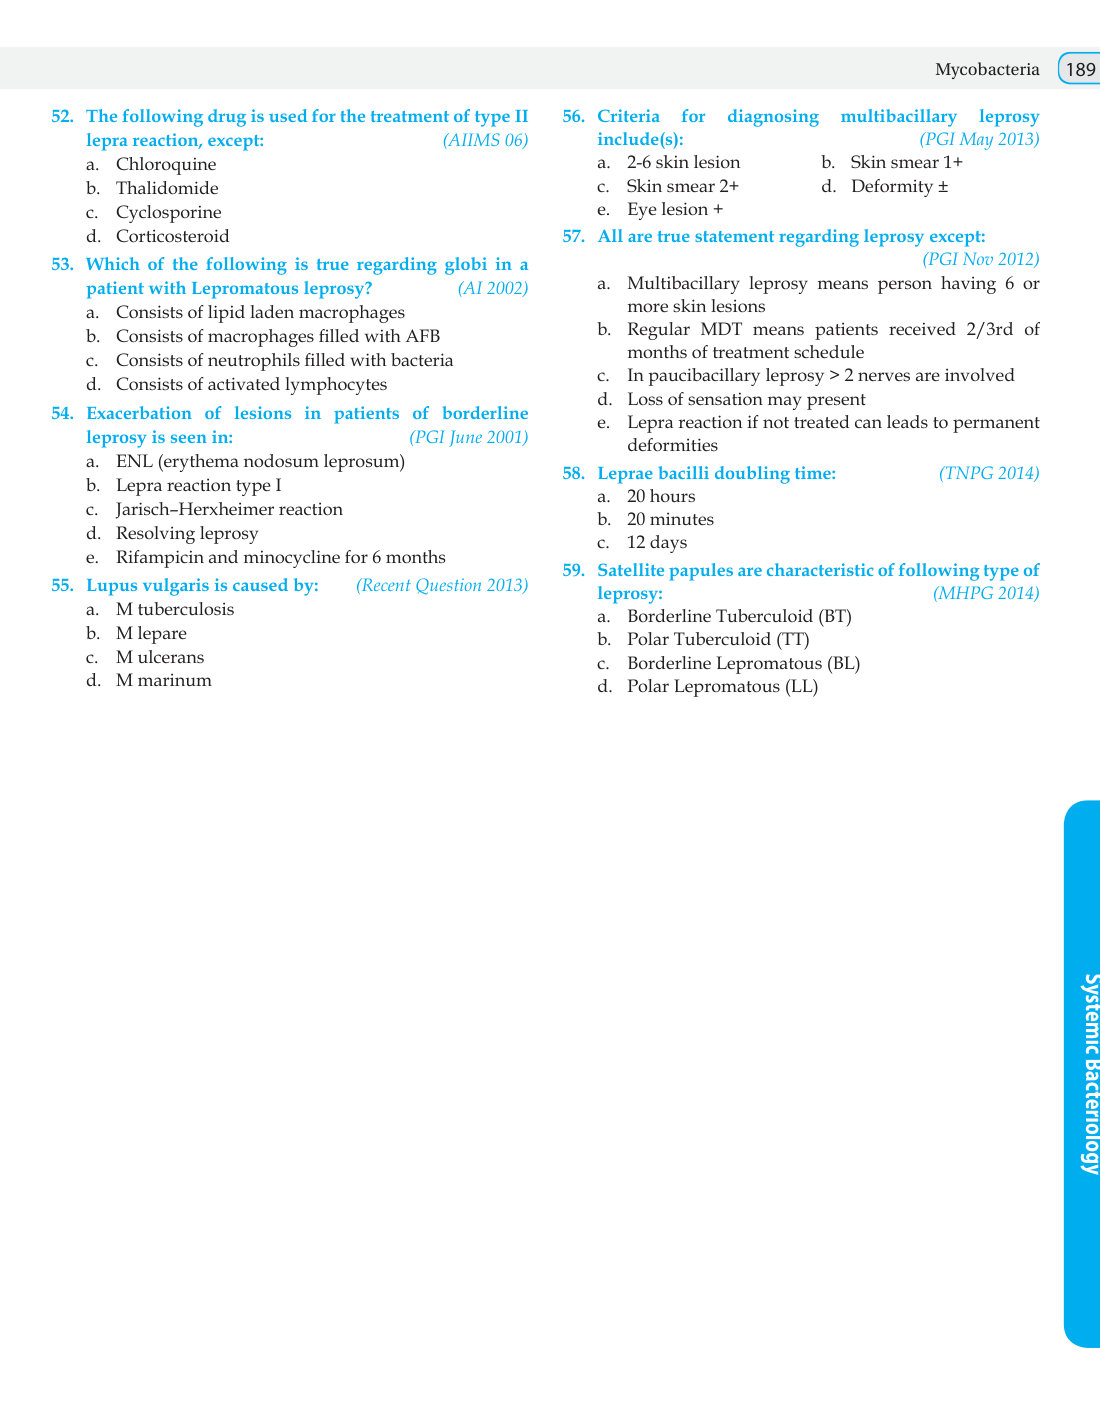 Mycobacteria 189
52. The following drug is used for the treatment of type II
lepra reaction, except: (AIIMS 06)
a. Chloroquine
b. Thalidomide
c. Cyclosporine
d. Corticosteroid
53. Which of the following is true regarding globi in a
patient with Lepromatous leprosy? (AI 2002)
a. Consists of lipid laden macrophages
b. Consists of macrophages filled with AFB
c. Consists of neutrophils filled with bacteria
d. Consists of activated lymphocytes
54. Exacerbation of lesions in patients of borderline
leprosy is seen in: (PGI June 2001)
a. ENL (erythema nodosum leprosum)
b. Lepra reaction type I
c. Jarisch–Herxheimer reaction
d. Resolving leprosy
e. Rifampicin and minocycline for 6 months
55. Lupus vulgaris is caused by: (Recent Question 2013)
a. M tuberculosis
b. M lepare
c. M ulcerans
d. M marinum
56. Criteria for diagnosing multibacillary leprosy
include(s): (PGI May 2013)
a. 2-6 skin lesion b. Skin smear 1+
c. Skin smear 2+ d. Deformity ±
e. Eye lesion +
57. All are true statement regarding leprosy except:
(PGI Nov 2012)
a. Multibacillary leprosy means person having 6 or
more skin lesions
b. Regular MDT means patients received 2/3rd of
months of treatment schedule
c. In paucibacillary leprosy > 2 nerves are involved
d. Loss of sensation may present
e. Lepra reaction if not treated can leads to permanent
deformities
58. Leprae bacilli doubling time: (TNPG 2014)
a. 20 hours
b. 20 minutes
c. 12 days
59. Satellite papules are characteristic of following type of
leprosy: (MHPG 2014)
a. Borderline Tuberculoid (BT)
b. Polar Tuberculoid (TT)
c. Borderline Lepromatous (BL)
d. Polar Lepromatous (LL)
Systemic Bacteriology